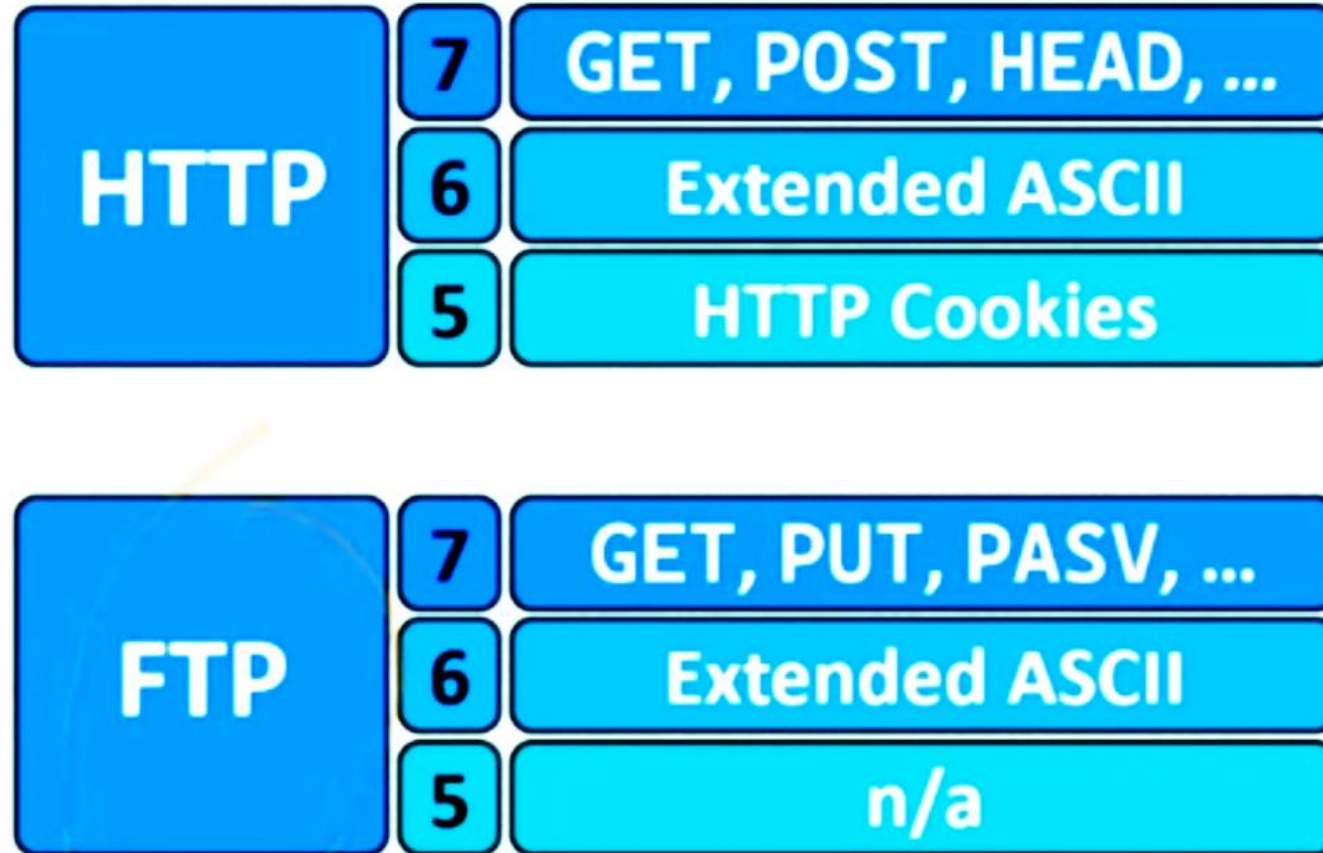 HTTP
7 GET, POST, HEAD, ...
6 Extended ASCII
5 HTTP Cookies
FTP
7 GET, PUT, PASV, ...
6 Extended ASCII
5 n/a